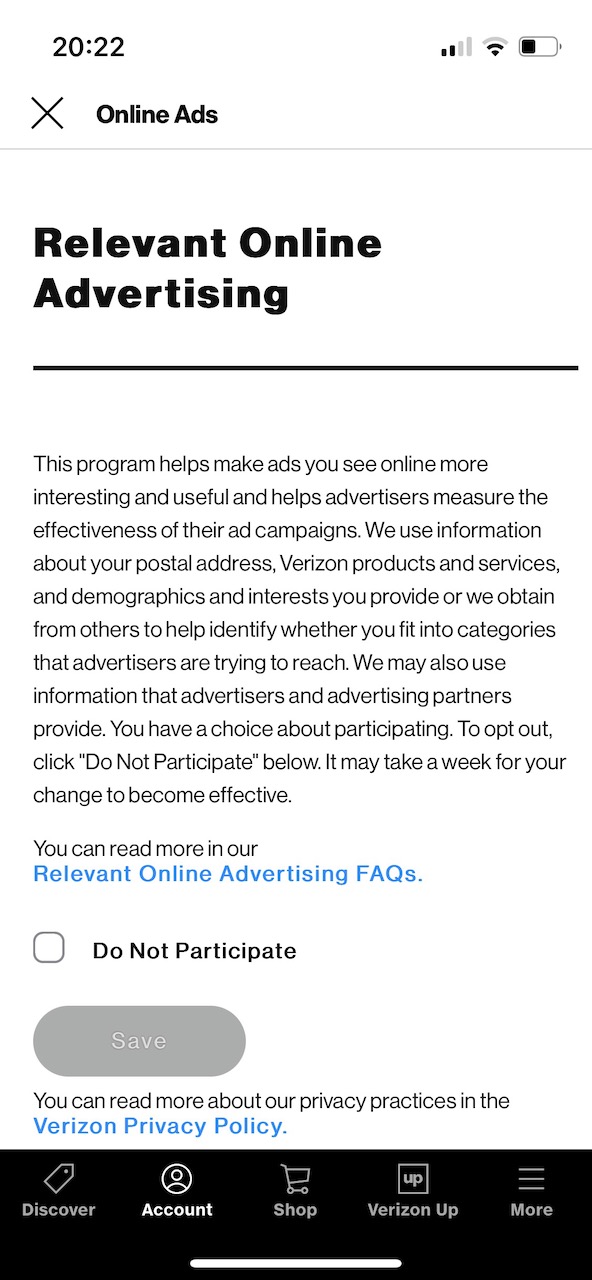 20:22
Online Ads
Relevant Online
Advertising
This program helps make ads you see online more
interesting and useful and helps advertisers measure the
effectiveness of their ad campaigns. We use information
about your postal address, Verizon products and services,
and demographics and interests you provide or we obtain
from others to help identify whether you fit into categories
that advertisers are trying to reach. We may also use
information that advertisers and advertising partners
provide. You have a choice about participating. To opt out,
click "Do Not Participate" below. It may take a week for your
change to become effective.
You can read more in our
Relevant Online Advertising FAQs.
Do Not Participate
Save
You can read more about our privacy practices in the
Verizon Privacy Policy.
up
Discover Account Shop Verizon Up More